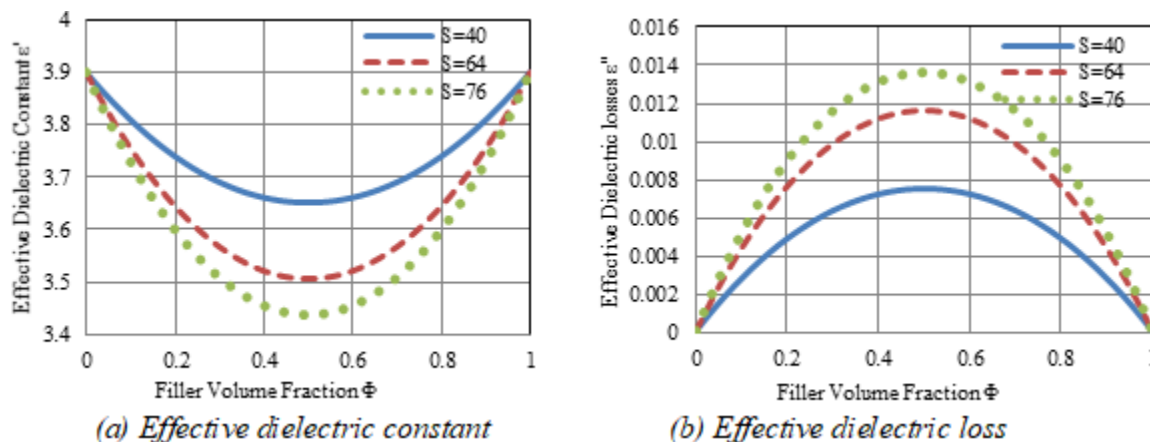 4
3.9
3.8
3.7
3.6
3.5
3.4
Effective Dielectric Constant ε'
S=40
S=64
S=76
0 0.2 0.4 0.6 0.8 1
Filler Volume Fraction Φ
(a) Effective dielectric constant
0.016
0.014
0.012
0.01
0.008
0.006
0.004
0.002
0
Effective Dielectric losses ε"
S=40
S=64
S=76
0 0.2 0.4 0.6 0.8 1
Filler Volume Fraction Φ
(b) Effective dielectric loss